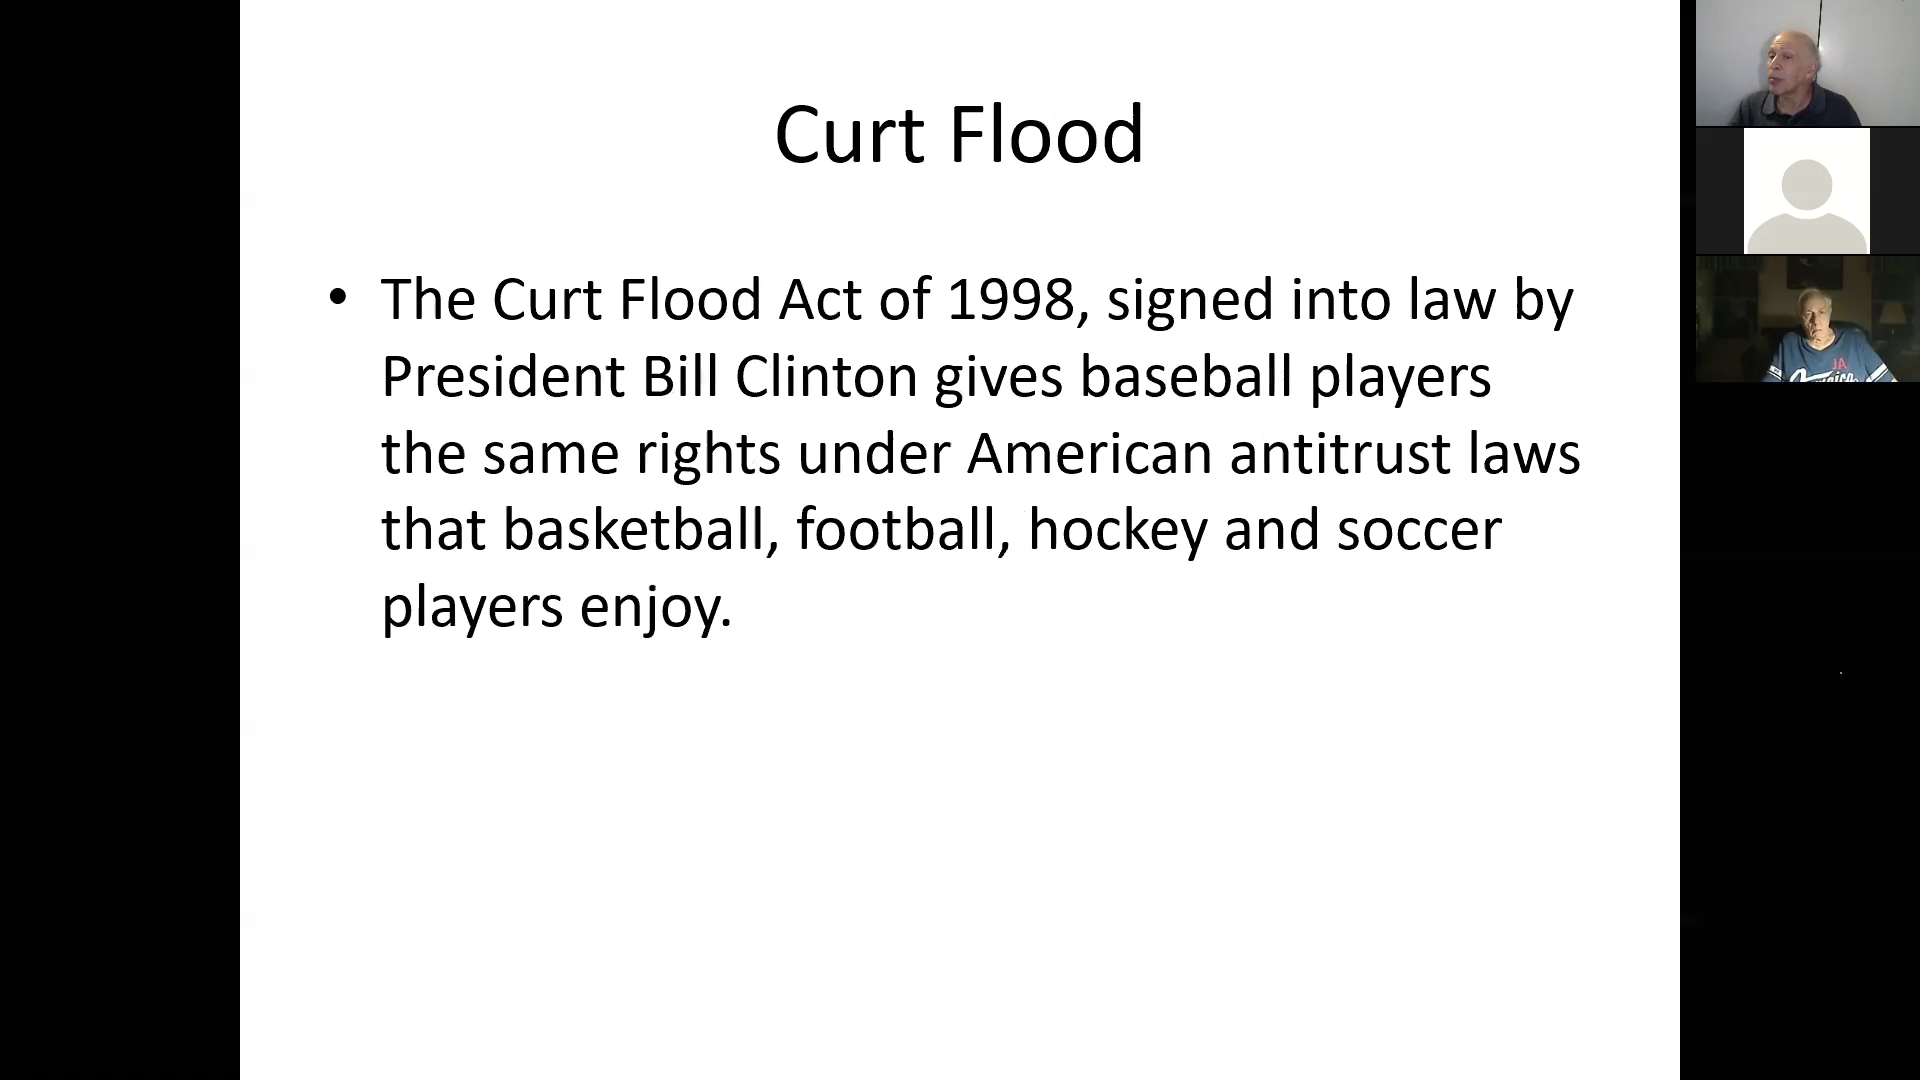 Curt Flood
• The Curt Flood Act of 1998, signed into law by
President Bill Clinton gives baseball players
the same rights under American antitrust laws
that basketball, football, hockey and soccer
players enjoy.
JA